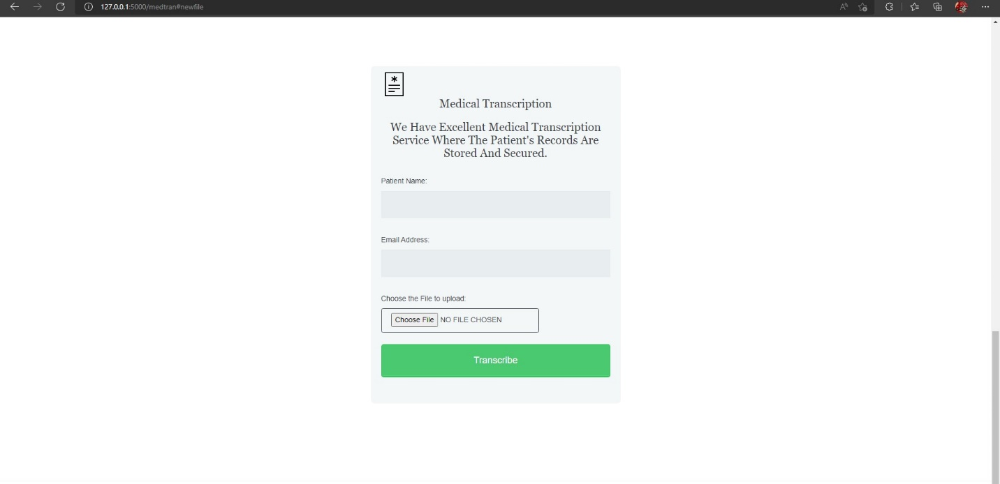 127.0.0.1:5000/medtran#newfile
Medical Transcription
We Have Excellent Medical Transcription
Service Where The Patient's Records Are
Stored And Secured.
Patient Name:
Email Address:
Choose the File to upload:
Choose File NO FILE CHOSEN
Transcribe